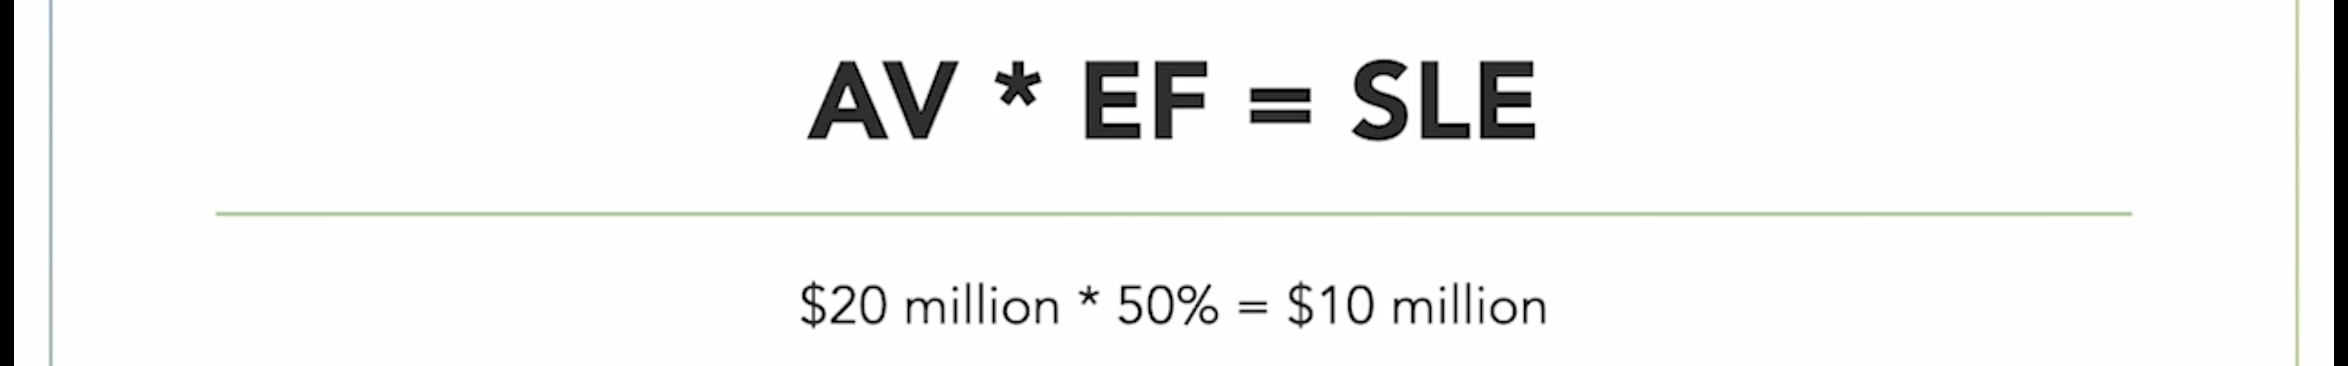 AV * EF = SLE
$20 million * 50% = $10 million